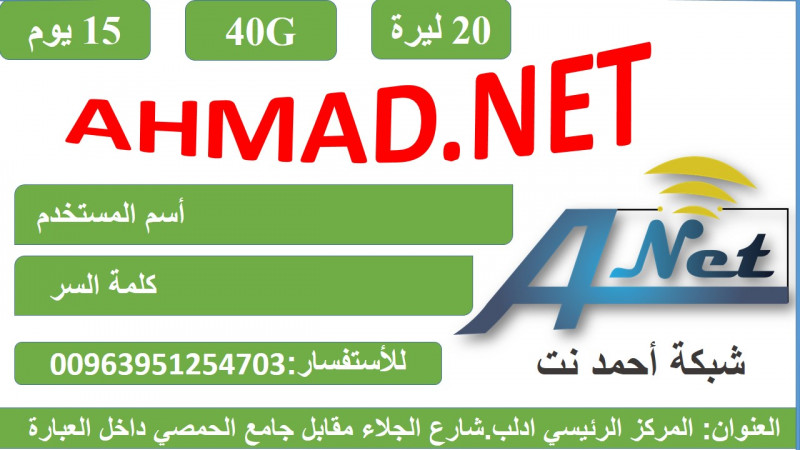 20 ليرة
40G
15 يوم
AHMAD.NET
أسم المستخدم
كلمة السر
A Net
شبكة أحمد نت
للأستفسار:00963951254703
العنوان: المركز الرئيسي ادلب.شارع الجلاء مقابل جامع الحمصي داخل العبارة